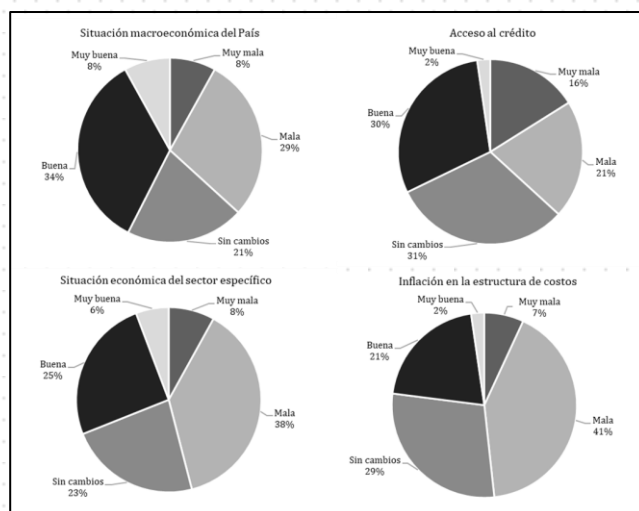 Situación macroeconómica del País
Muy buena
8%
Muy mala
8%
Mala
29%
Sin cambios
21%
Buena
34%
Acceso al crédito
Muy buena
2%
Muy mala
16%
Mala
21%
Sin cambios
31%
Buena
30%
Situación económica del sector específico
Muy buena
6%
Muy mala
8%
Mala
38%
Sin cambios
23%
Buena
25%
Inflación en la estructura de costos
Muy buena
2%
Muy mala
7%
Mala
41%
Sin cambios
29%
Buena
21%